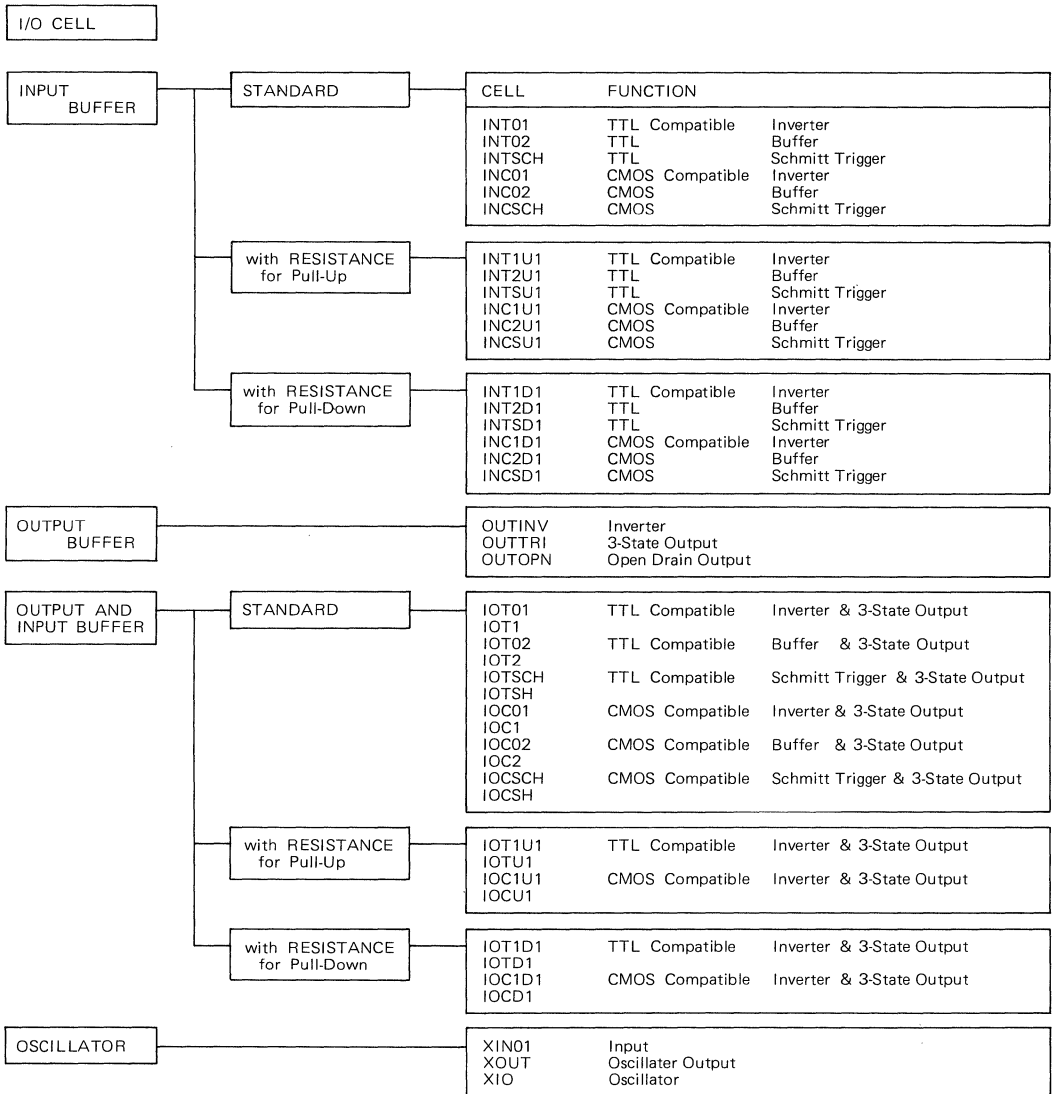 I/O CELL
INPUT BUFFER
STANDARD
CELL FUNCTION
INT01 TTL Compatible Inverter
INT02 TTL Buffer
INTSCH TTL Schmitt Trigger
INC01 CMOS Compatible Inverter
INC02 CMOS Buffer
INCSCH CMOS Schmitt Trigger
with RESISTANCE
for Pull-Up
INT1U1 TTL Compatible Inverter
INT2U1 TTL Buffer
INTSU1 TTL Schmitt Trigger
INC1U1 CMOS Compatible Inverter
INC2U1 CMOS Buffer
INCSU1 CMOS Schmitt Trigger
with RESISTANCE
for Pull-Down
INT1D1 TTL Compatible Inverter
INT2D1 TTL Buffer
INTSD1 TTL Schmitt Trigger
INC1D1 CMOS Compatible Inverter
INC2D1 CMOS Buffer
INCSD1 CMOS Schmitt Trigger
OUTPUT
BUFFER
OUTINV Inverter
OUTTRI 3-State Output
OUTOPN Open Drain Output
OUTPUT AND
INPUT BUFFER
STANDARD
IOT01 TTL Compatible Inverter & 3-State Output
IOT1
IOT02 TTL Compatible Buffer & 3-State Output
IOT2
IOTSCH TTL Compatible Schmitt Trigger & 3-State Output
IOTSH
IOC01 CMOS Compatible Inverter & 3-State Output
IOC1
IOC02 CMOS Compatible Buffer & 3-State Output
IOC2
IOCSCH CMOS Compatible Schmitt Trigger & 3-State Output
IOCSH
with RESISTANCE
for Pull-Up
IOT1U1 TTL Compatible Inverter & 3-State Output
IOTU1
IOC1U1 CMOS Compatible Inverter & 3-State Output
IOCU1
with RESISTANCE
for Pull-Down
IOT1D1 TTL Compatible Inverter & 3-State Output
IOTD1
IOC1D1 CMOS Compatible Inverter & 3-State Output
IOCD1
OSCILLATOR
XIN01 Input
XOUT Oscillater Output
XIO Oscillator